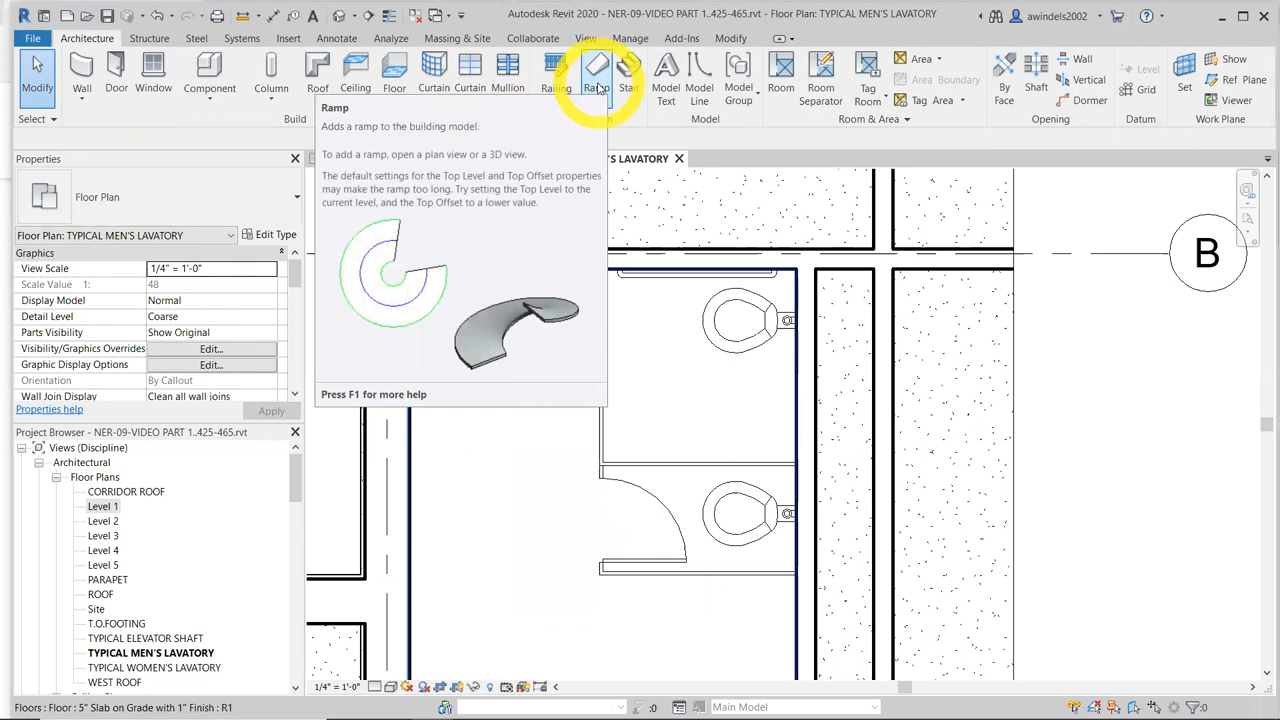 Autodesk Revit 2020 - NER-09-VIDEO PART 1..425-465.rvt - Floor Plan: TYPICAL MEN'S LAVATORY
awindels2002
File Architecture Structure Steel Systems Insert Annotate Analyze Massing & Site Collaborate View Manage Add-Ins Modify
Modify Wall Door Window Component Column Roof Ceiling Floor Curtain Curtain Mullion Railing Ramp Stair Model Text Model Line Model Group Room Room Separator Tag Room By Face Shaft Set
Area Area Boundary Tag Area
Wall Vertical Dormer
Level Grid
Show Ref Plane Viewer
Select Build Model Room & Area Opening Datum Work Plane
Ramp
Adds a ramp to the building model.
To add a ramp, open a plan view or a 3D view.
The default settings for the Top Level and Top Offset properties
may make the ramp too long. Try setting the Top Level to the
current level, and the Top Offset to a lower value.
Press F1 for more help
S LAVATORY
B
Properties
Floor Plan
Floor Plan: TYPICAL MEN'S LAVATORY Edit Type
Graphics
View Scale 1/4" = 1'-0"
Scale Value 1: 48
Display Model Normal
Detail Level Coarse
Parts Visibility Show Original
Visibility/Graphics Overrides Edit...
Graphic Display Options Edit...
Orientation By Callout
Wall Join Display Clean all wall joins
Properties help Apply
Project Browser - NER-09-VIDEO PART 1..425-465.rvt
Views (Discipline)
Architectural
Floor Plans
CORRIDOR ROOF
Level 1
Level 2
Level 3
Level 4
Level 5
PARAPET
ROOF
Site
T.O.FOOTING
TYPICAL ELEVATOR SHAFT
TYPICAL MEN'S LAVATORY
TYPICAL WOMEN'S LAVATORY
WEST ROOF
1/4" = 1'-0"
Floors : Floor : 5" Slab on Grade with 1" Finish : R1
:0 Main Model :0